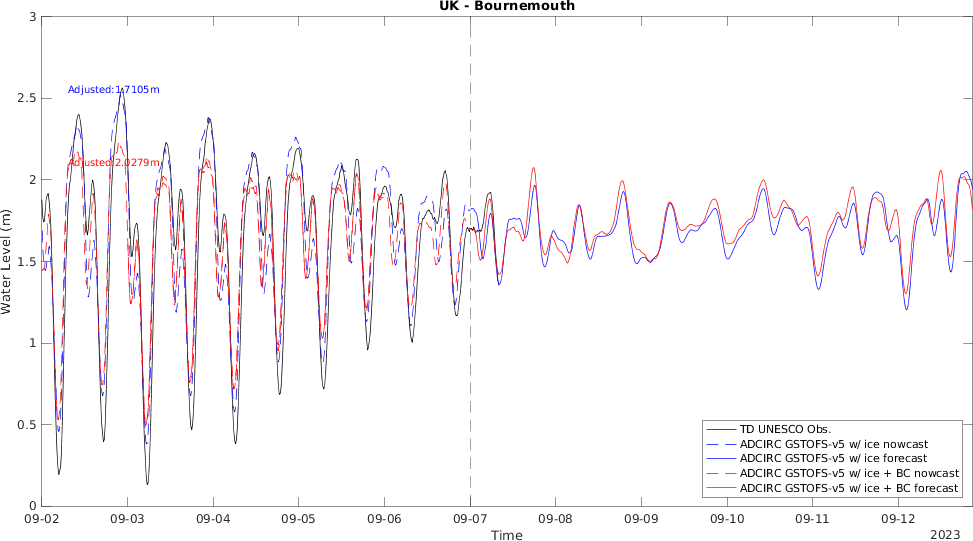 UK - Bournemouth
3
2.5
2
1.5
1
0.5
0
Water Level (m)
Adjusted:1.7105m
Adjusted:2.0279m
TD UNESCO Obs.
ADCIRC GSTOFS-v5 w/ ice nowcast
ADCIRC GSTOFS-v5 w/ ice forecast
ADCIRC GSTOFS-v5 w/ ice + BC nowcast
ADCIRC GSTOFS-v5 w/ ice + BC forecast
09-02 09-03 09-04 09-05 09-06 09-07 09-08 09-09 09-10 09-11 09-12
Time
2023